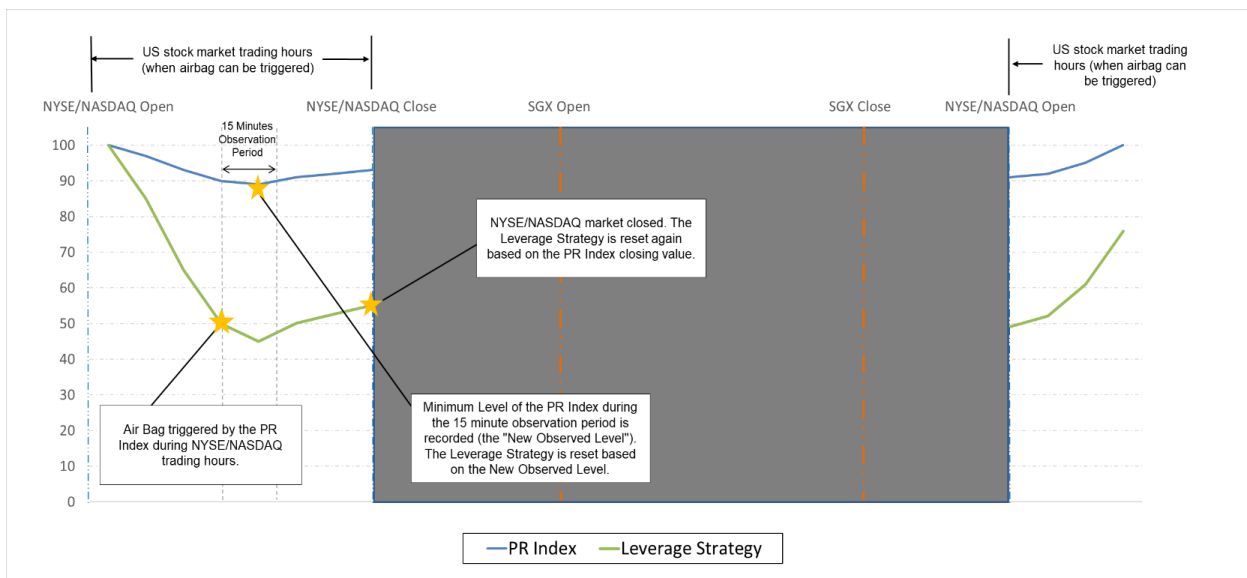 US stock market trading hours
(when airbag can be triggered)
US stock market trading
hours (when airbag can
be triggered)
NYSE/NASDAQ Open
NYSE/NASDAQ Close
SGX Open
SGX Close
NYSE/NASDAQ Open
15 Minutes
Observation
Period
100
90
80
70
60
50
40
30
20
10
0
NYSE/NASDAQ market closed. The
Leverage Strategy is reset again
based on the PR Index closing value.
Air Bag triggered by the PR
Index during NYSE/NASDAQ
trading hours.
Minimum Level of the PR Index during
the 15 minute observation period is
recorded (the "New Observed Level").
The Leverage Strategy is reset based
on the New Observed Level.
PR Index
Leverage Strategy